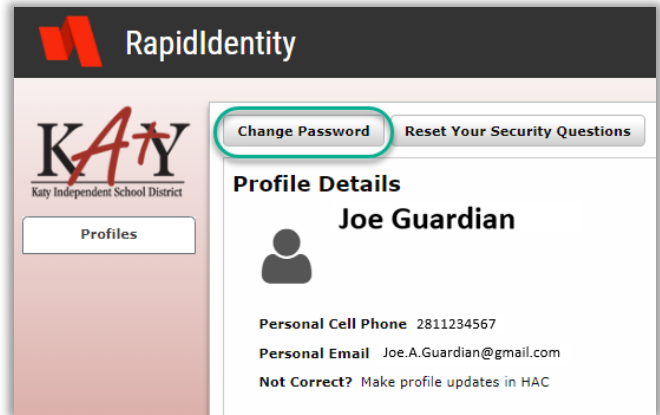 RapidIdentity
KATY
Katy Independent School District
Profiles
Change Password
Reset Your Security Questions
Profile Details
Joe Guardian
Personal Cell Phone 2811234567
Personal Email Joe.A.Guardian@gmail.com
Not Correct? Make profile updates in HAC